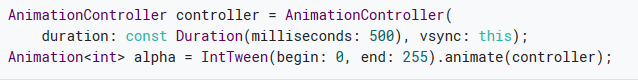 AnimationController controller = AnimationController(
    duration: const Duration(milliseconds: 500), vsync: this);
Animation<int> alpha = IntTween(begin: 0, end: 255).animate(controller);